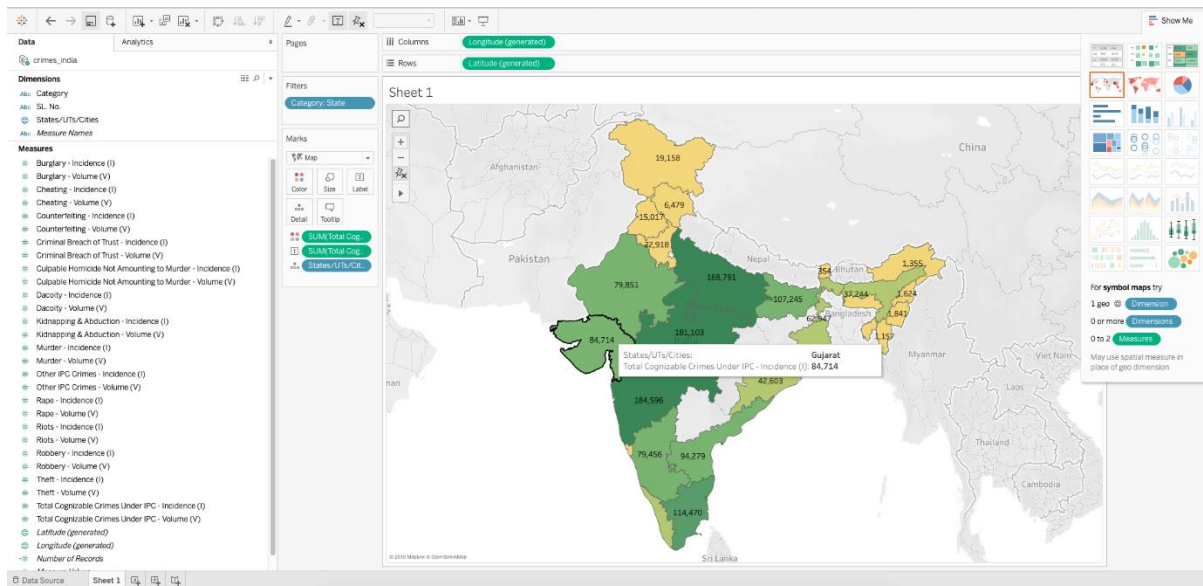 Show Me
Data
Analytics
crimes_india
Dimensions
Abc Category
Abc SL. No.
States/UTs/Cities
Abc Measure Names
Measures
Burglary - Incidence (I)
Burglary - Volume (V)
Cheating - Incidence (I)
Cheating - Volume (V)
Counterfeiting - Incidence (I)
Counterfeiting - Volume (V)
Criminal Breach of Trust - Incidence (I)
Criminal Breach of Trust - Volume (V)
Culpable Homicide Not Amounting to Murder - Incidence (I)
Culpable Homicide Not Amounting to Murder - Volume (V)
Dacoity - Incidence (I)
Dacoity - Volume (V)
Kidnapping & Abduction - Incidence (I)
Kidnapping & Abduction - Volume (V)
Murder - Incidence (I)
Murder - Volume (V)
Other IPC Crimes - Incidence (I)
Other IPC Crimes - Volume (V)
Rape - Incidence (I)
Rape - Volume (V)
Riots - Incidence (I)
Riots - Volume (V)
Robbery - Incidence (I)
Robbery - Volume (V)
Theft - Incidence (I)
Theft - Volume (V)
Total Cognizable Crimes Under IPC - Incidence (I)
Total Cognizable Crimes Under IPC - Volume (V)
Latitude (generated)
Longitude (generated)
Number of Records
Measure Values
Pages
Filters
Category: State
Marks
Map
Color Size Label
Detail Tooltip
SUM(Total Cog..
SUM(Total Cog..
States/UTs/Cit..
Columns Longitude (generated)
Rows Latitude (generated)
Sheet 1
China
19,158
Afghanistan
6,479
15,017
22,918
Pakistan
Nepal
168,791
1,355
354 Bhutan
79,851
107,245
37,244
1,624
62,947
Bangladesh
1,841
181,103
1,157
84,714
Myanmar
Viet Nam
States/UTs/Cities: Gujarat
Total Cognizable Crimes Under IPC - Incidence (I): 84,714
42,603
Laos
184,596
Thailand
79,456
94,279
Cambodia
114,470
Sri Lanka
© 2019 Mapbox © OpenStreetMap
For symbol maps try
1 geo Dimension
0 or more Dimensions
0 to 2 Measures
May use spatial measure in
place of geo dimension
Data Source
Sheet 1